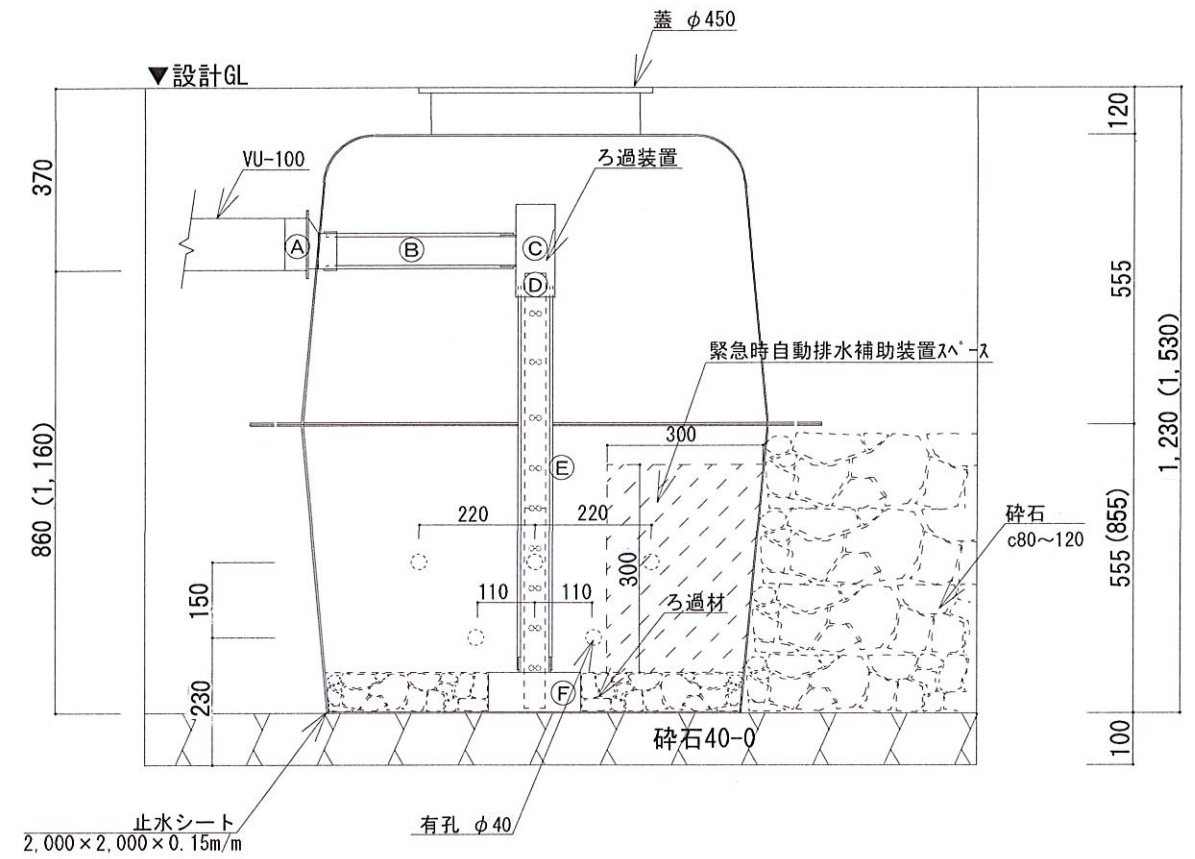 蓋 φ450
▼設計GL
120
370
VU-100
ろ過装置
A
B
C
D
555
1,230 (1,530)
緊急時自動排水補助装置ｽﾍﾟｰｽ
300
860 (1,160)
E
220
220
砕石
c80～120
555 (855)
300
150
110
110
ろ過材
230
F
砕石40-0
100
止水シート
2,000×2,000×0.15m/m
有孔 φ40